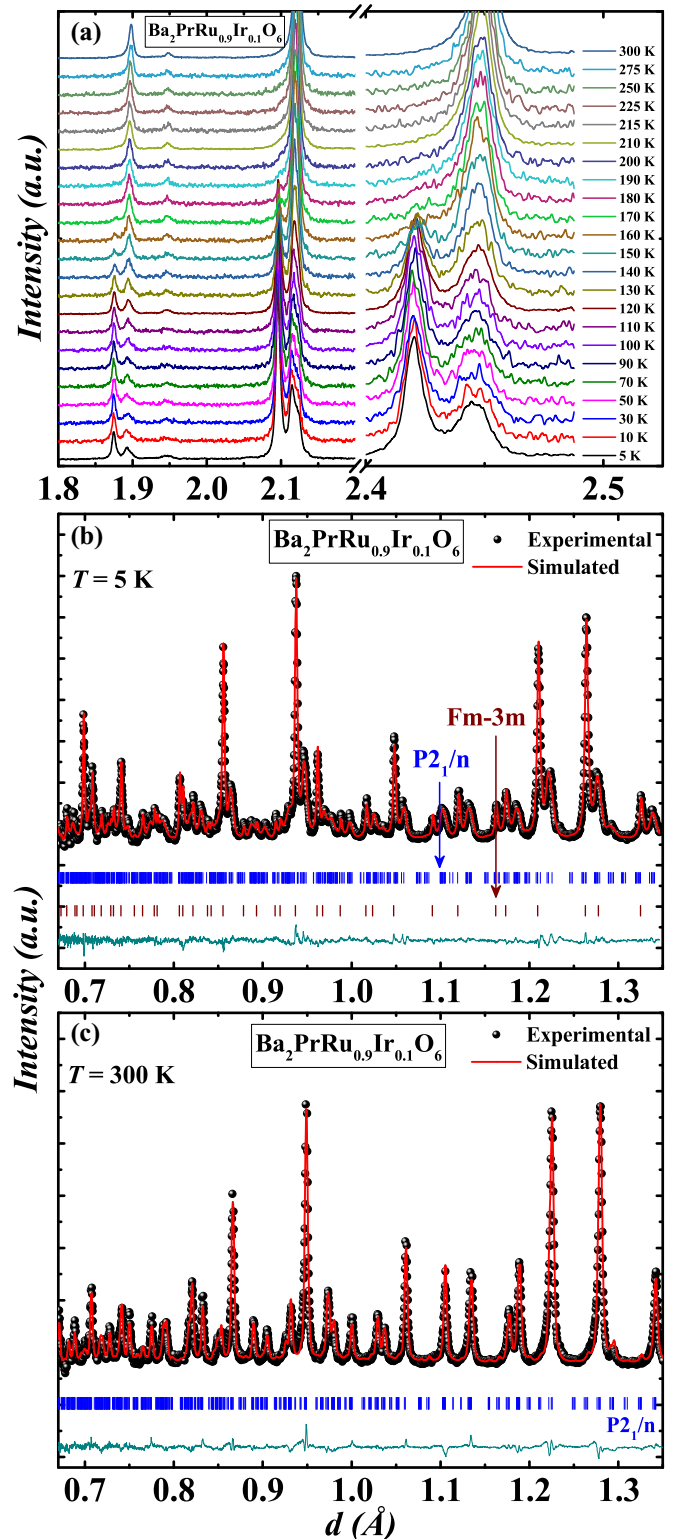 (a)
Ba₂PrRu₀.₉Ir₀.₁O₆
300 K
275 K
250 K
225 K
215 K
210 K
200 K
190 K
180 K
170 K
160 K
150 K
140 K
130 K
120 K
110 K
100 K
90 K
70 K
50 K
30 K
10 K
5 K
Intensity (a.u.)
1.8 1.9 2.0 2.1 2.4 2.5
(b)
Ba₂PrRu₀.₉Ir₀.₁O₆
Experimental
Simulated
T = 5 K
Fm-3m
P2₁/n
0.7 0.8 0.9 1.0 1.1 1.2 1.3
Intensity (a.u.)
(c)
Ba₂PrRu₀.₉Ir₀.₁O₆
Experimental
Simulated
T = 300 K
P2₁/n
0.7 0.8 0.9 1.0 1.1 1.2 1.3
d (Å)